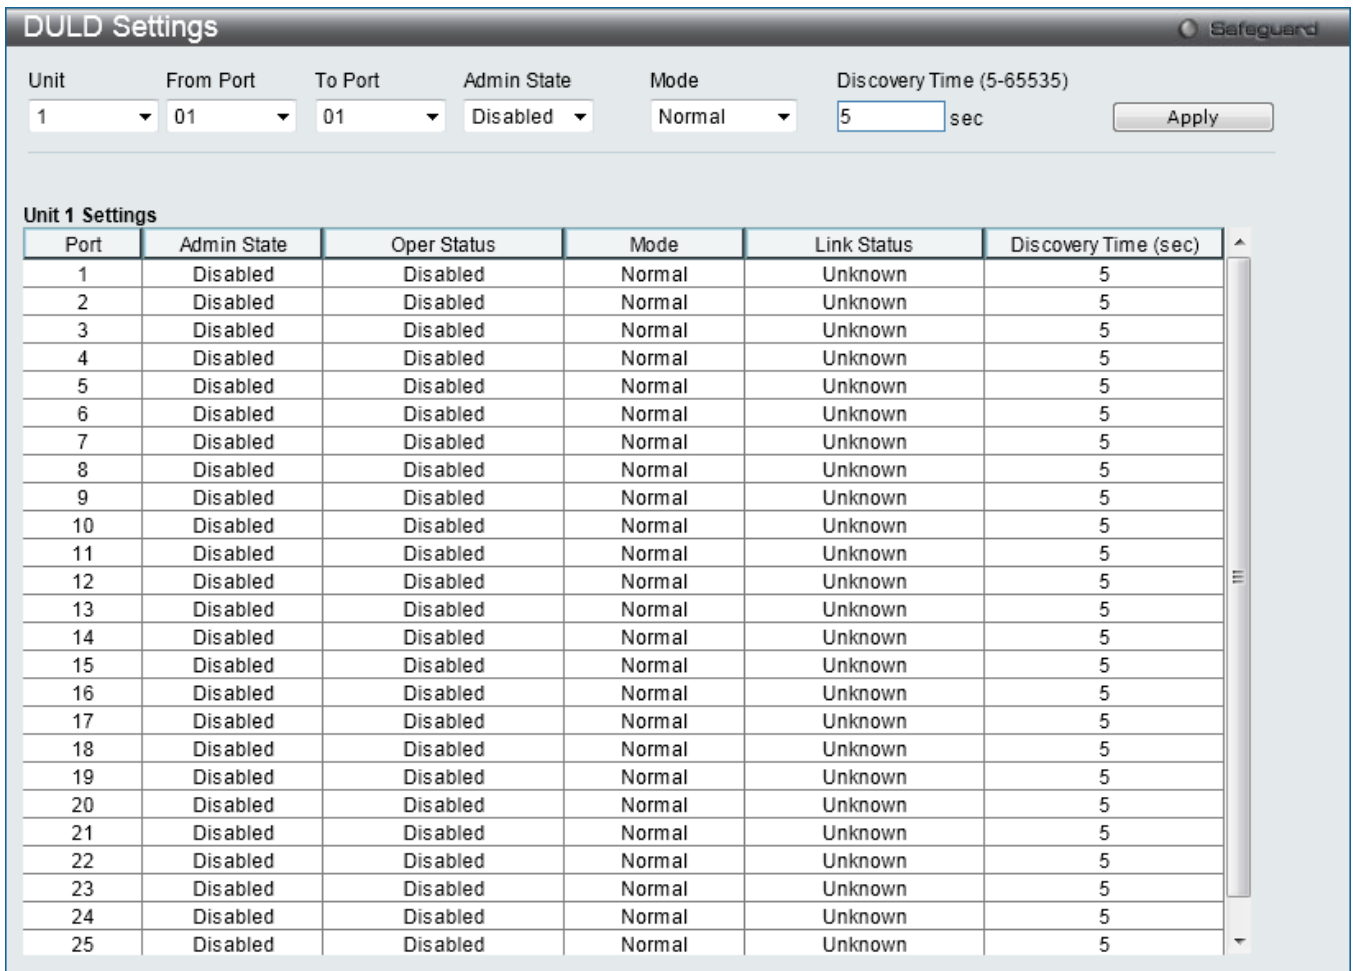 DULD Settings
Safeguard
Unit From Port To Port Admin State Mode Discovery Time (5-65535)
1 01 01 Disabled Normal 5 sec Apply
Unit 1 Settings
Port Admin State Oper Status Mode Link Status Discovery Time (sec)
1 Disabled Disabled Normal Unknown 5
2 Disabled Disabled Normal Unknown 5
3 Disabled Disabled Normal Unknown 5
4 Disabled Disabled Normal Unknown 5
5 Disabled Disabled Normal Unknown 5
6 Disabled Disabled Normal Unknown 5
7 Disabled Disabled Normal Unknown 5
8 Disabled Disabled Normal Unknown 5
9 Disabled Disabled Normal Unknown 5
10 Disabled Disabled Normal Unknown 5
11 Disabled Disabled Normal Unknown 5
12 Disabled Disabled Normal Unknown 5
13 Disabled Disabled Normal Unknown 5
14 Disabled Disabled Normal Unknown 5
15 Disabled Disabled Normal Unknown 5
16 Disabled Disabled Normal Unknown 5
17 Disabled Disabled Normal Unknown 5
18 Disabled Disabled Normal Unknown 5
19 Disabled Disabled Normal Unknown 5
20 Disabled Disabled Normal Unknown 5
21 Disabled Disabled Normal Unknown 5
22 Disabled Disabled Normal Unknown 5
23 Disabled Disabled Normal Unknown 5
24 Disabled Disabled Normal Unknown 5
25 Disabled Disabled Normal Unknown 5